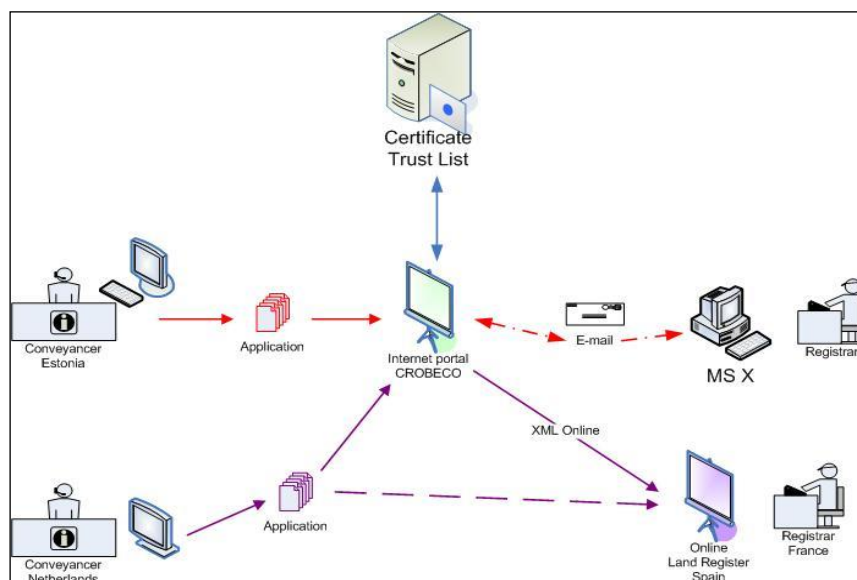 Certificate
Trust List
Conveyancer
Estonia
Application
Internet portal
CROBECO
E-mail
MS X
Registrar
XML Online
Conveyancer
Netherlands
Application
Online
Land Register
Spain
Registrar
France